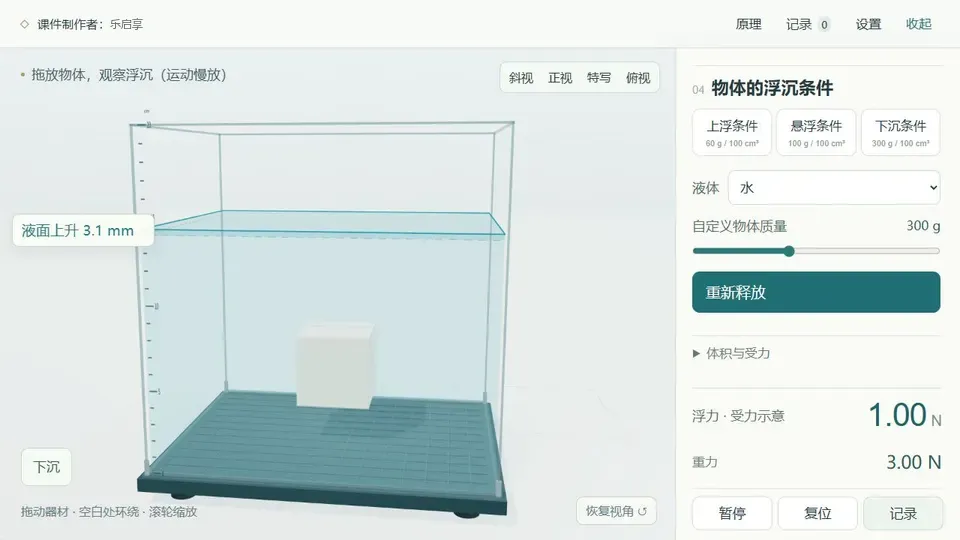 课件制作者：乐启享
原理 记录 0 设置 收起
拖放物体，观察浮沉（运动慢放）
斜视 正视 特写 俯视
04 物体的浮沉条件
上浮条件 悬浮条件 下沉条件
60 g / 100 cm³ 100 g / 100 cm³ 300 g / 100 cm³
液体 水
液面上升 3.1 mm
自定义物体质量 300 g
重新释放
体积与受力
浮力 · 受力示意 1.00 N
重力 3.00 N
下沉
拖动器材 · 空白处环绕 · 滚轮缩放
恢复视角 ↺
暂停 复位 记录